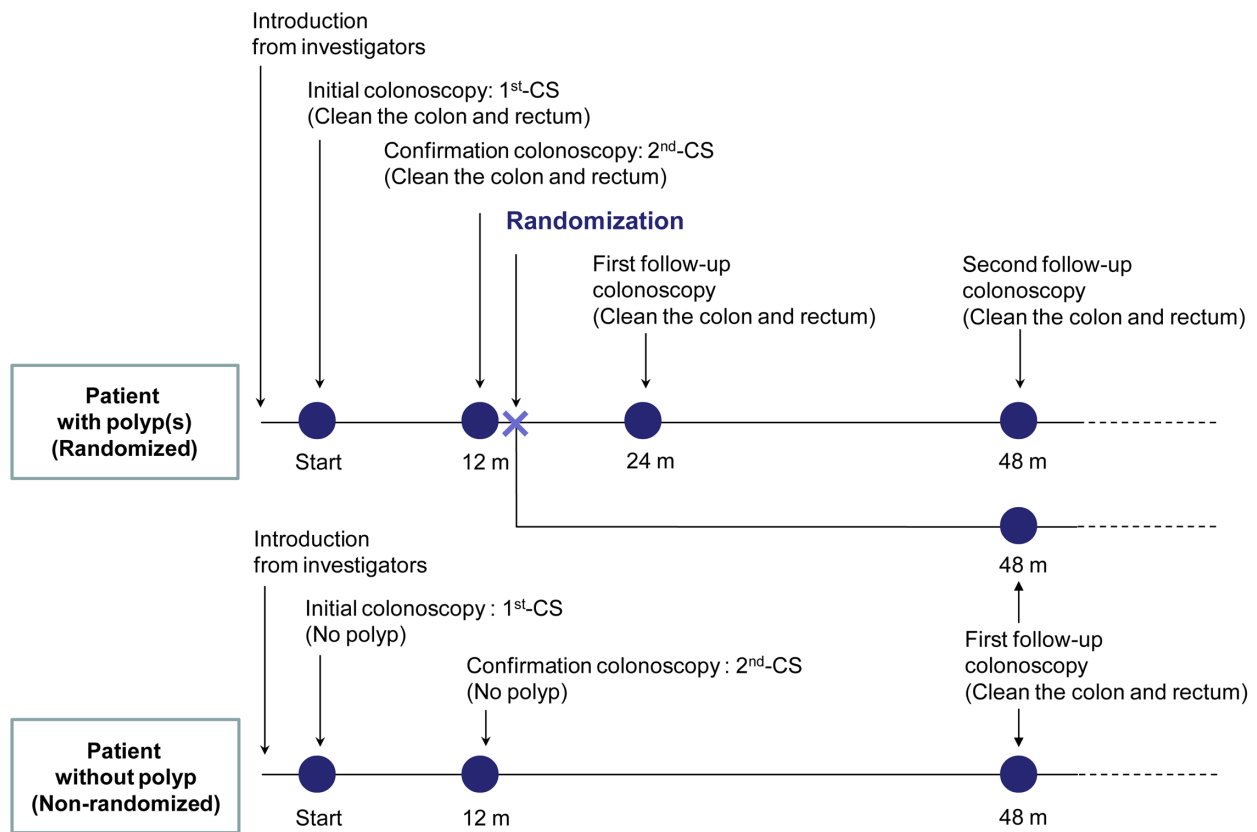 Introduction
from investigators
Initial colonoscopy: 1st-CS
(Clean the colon and rectum)
Confirmation colonoscopy: 2nd-CS
(Clean the colon and rectum)
Randomization
First follow-up
colonoscopy
(Clean the colon and rectum)
Second follow-up
colonoscopy
(Clean the colon and rectum)
Patient
with polyp(s)
(Randomized)
Start
12 m
24 m
48 m
48 m
Introduction
from investigators
Initial colonoscopy : 1st-CS
(No polyp)
Confirmation colonoscopy : 2nd-CS
(No polyp)
First follow-up
colonoscopy
(Clean the colon and rectum)
Patient
without polyp
(Non-randomized)
Start
12 m
48 m